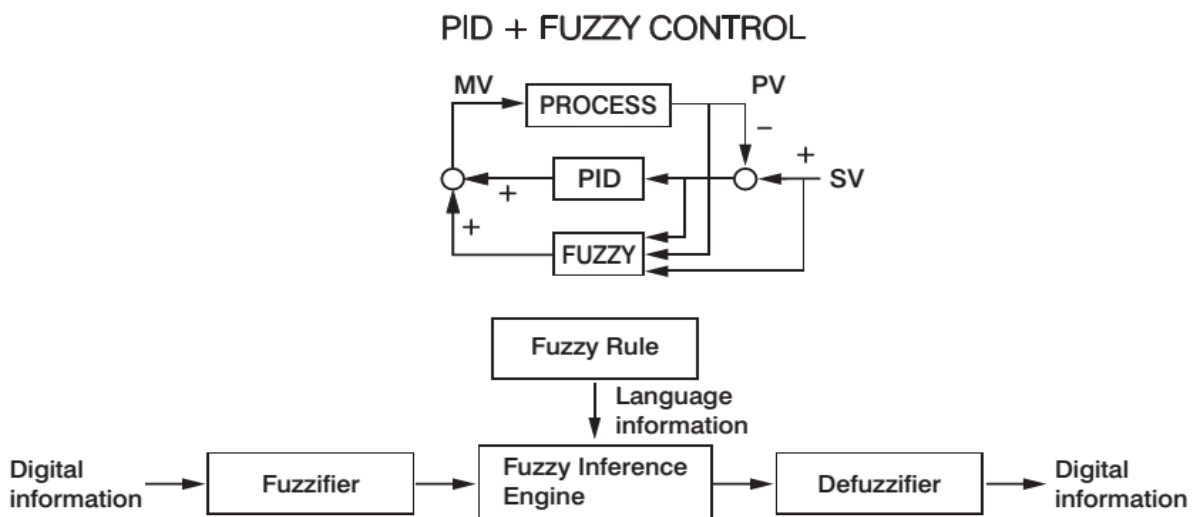 PID + FUZZY CONTROL
MV
PV
PROCESS
−
+
PID
SV
+
+
FUZZY
Fuzzy Rule
Language
information
Digital
information
Fuzzifier
Fuzzy Inference
Engine
Defuzzifier
Digital
information